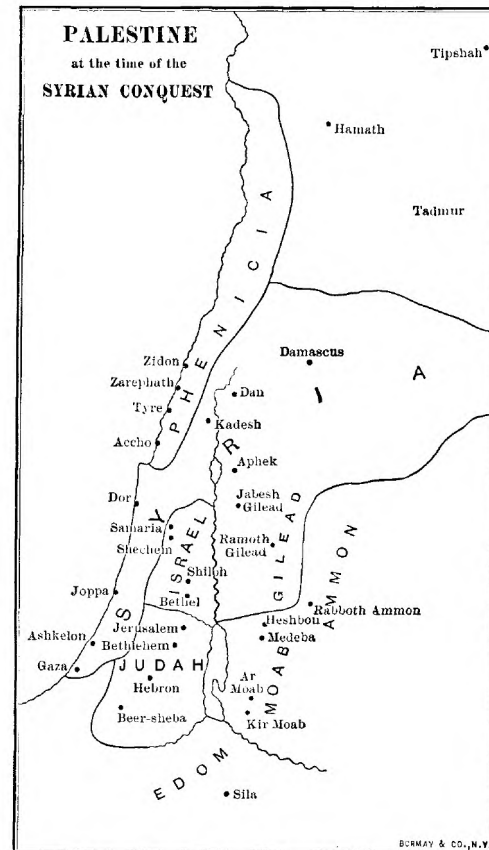 PALESTINE
at the time of the
SYRIAN CONQUEST
Tipshah
Hamath
Tadmur
PHENICIA
Zidon
Damascus
Zarephath
Dan
Tyre
Kadesh
Accho
Aphek
SYRIA
Dor
Jabesh
Gilead
Samaria
Shechem
ISRAEL
Ramoth
Gilead
GILEAD
AMMON
Shiloh
Joppa
Bethel
Rabboth Ammon
Jerusalem
Heshbon
Ashkelon
Bethlehem
Medeba
Gaza
JUDAH
Hebron
Ar
Moab
MOAB
Beer-sheba
Kir Moab
EDOM
Sila
BORMAY & CO., N.Y.